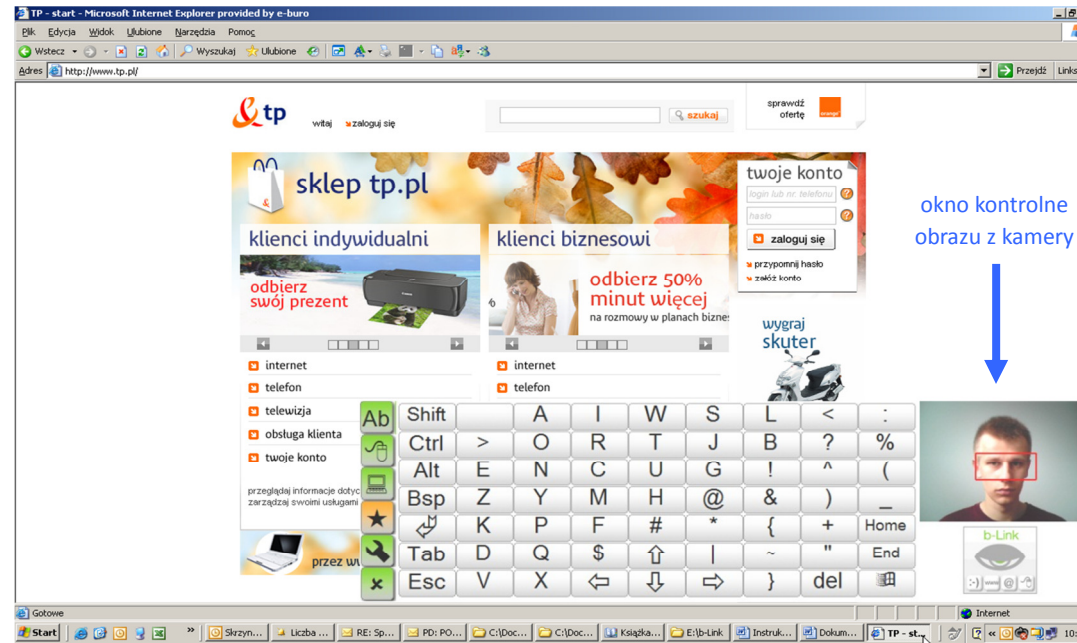 TP - start - Microsoft Internet Explorer provided by e-buro
Plik Edycja Widok Ulubione Narzędzia Pomoc
Wstecz Wyszukaj Ulubione
Adres http://www.tp.pl/ Przejdź Links
& tp
witaj zaloguj się
szukaj
sprawdź
ofertę
orange
sklep tp.pl
twoje konto
login lub nr. telefonu
hasło
zaloguj się
przypomnij hasło
załóż konto
okno kontrolne
obrazu z kamery
klienci indywidualni
odbierz
swój prezent
klienci biznesowi
odbierz 50%
minut więcej
na rozmowy w planach biznes
wygraj
skuter
internet
telefon
telewizja
obsługa klienta
twoje konto
internet
telefon
przeglądaj informacje dotyc
zarządzaj swoimi usługami
przez wy
Ab Shift A I W S L < :
Ctrl > O R T J B ? %
Alt E N C U G ! ^ (
Bsp Z Y M H @ & ) _
K P F # * { + Home
Tab D Q $ ⇧ | ~ " End
x Esc V X ⇦ ⇩ ⇨ } del
b-Link
:-) www @
Gotowe Internet
Start » Skrzyn... Liczba ... RE: Sp... PD: PO... C:\Doc... C:\Doc... Książka... E:\b-Link Instruk... Dokum... TP - st... «